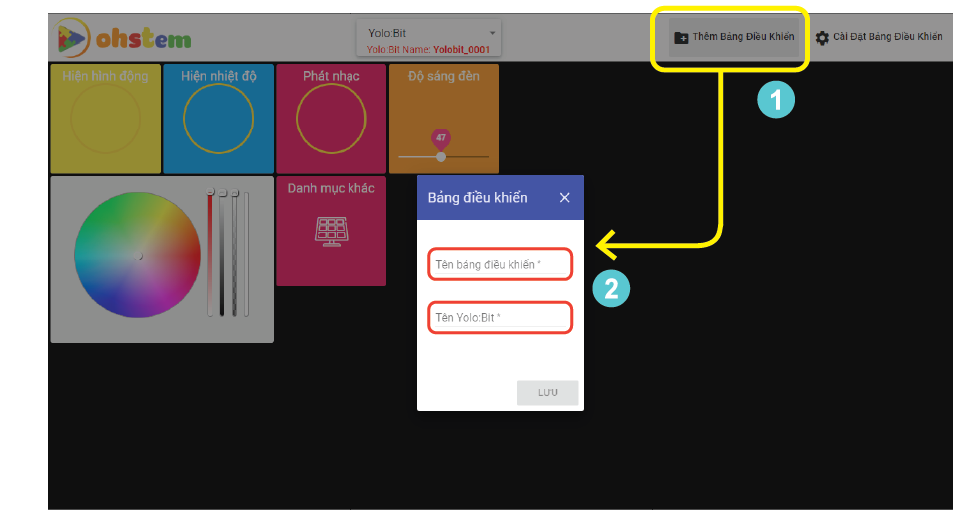 ohstem
Yolo:Bit
Yolo:Bit Name: Yolobit_0001
Thêm Bảng Điều Khiển
Cài Đặt Bảng Điều Khiển
1
Hiện hình động
Hiện nhiệt độ
Phát nhạc
Độ sáng đèn
47
Danh mục khác
Bảng điều khiển
2
Tên bảng điều khiển *
Tên Yolo:Bit *
LƯU